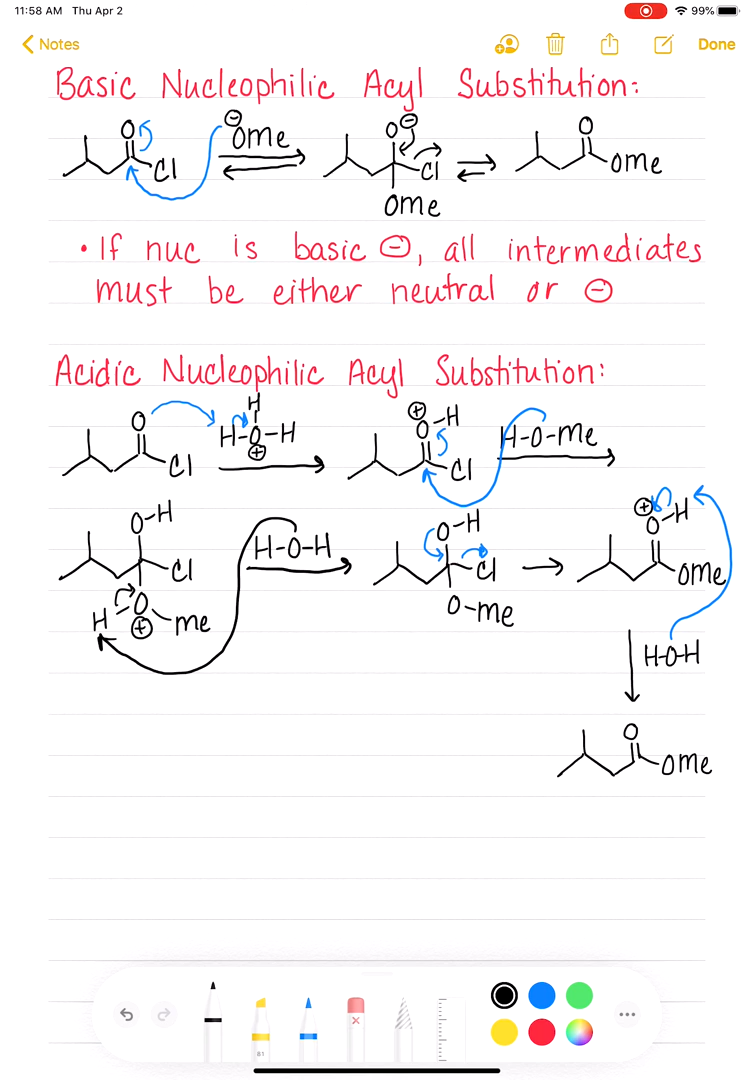 11:58 AM Thu Apr 2
99%
Notes
Done
Basic Nucleophilic Acyl Substitution:
O Cl ⊖ OMe O ⊖ Cl OMe O OMe
• If nuc is basic ⊖, all intermediates
must be either neutral or ⊖
Acidic Nucleophilic Acyl Substitution:
O Cl H H-O-H ⊕ ⊕ O-H Cl H-O-Me
O-H Cl H-O ⊕ Me H-O-H O-H Cl O-Me ⊕ O-H OMe
H-O-H
O OMe
81